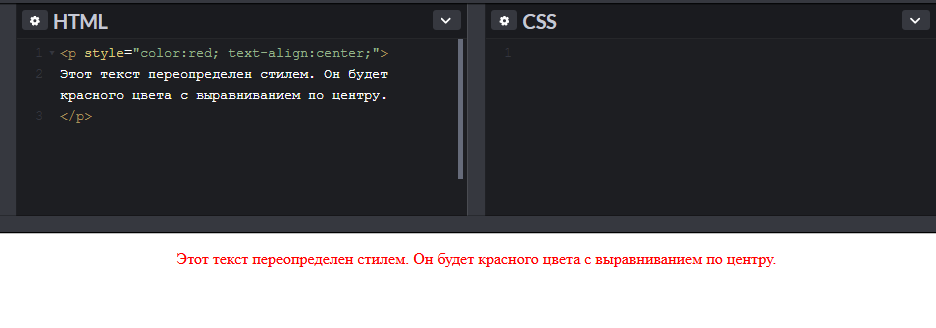 HTML
CSS
1 <p style="color:red; text-align:center;">
2 Этот текст переопределен стилем. Он будет
красного цвета с выравниванием по центру.
3 </p>
1
Этот текст переопределен стилем. Он будет красного цвета с выравниванием по центру.